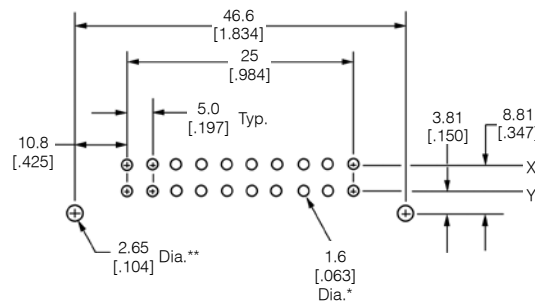 46.6
[1.834]
25
[.984]
5.0
[.197] Typ.
10.8
[.425]
3.81
[.150]
8.81
[.347]
X
Y
2.65
[.104] Dia.**
1.6
[.063]
Dia.*